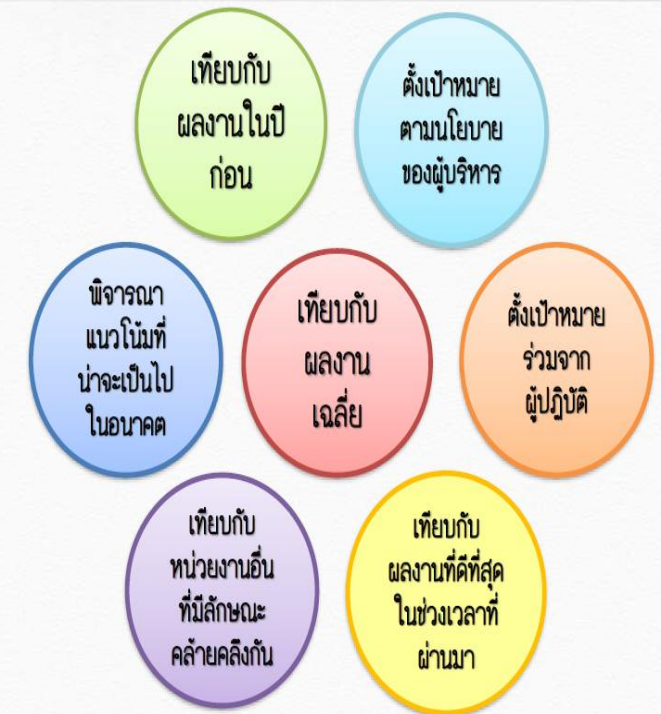 เทียบกับ
ผลงานในปี
ก่อน
ตั้งเป้าหมาย
ตามนโยบาย
ของผู้บริหาร
พิจารณา
แนวโน้มที่
น่าจะเป็นไป
ในอนาคต
เทียบกับ
ผลงาน
เฉลี่ย
ตั้งเป้าหมาย
ร่วมจาก
ผู้ปฏิบัติ
เทียบกับ
หน่วยงานอื่น
ที่มีลักษณะ
คล้ายคลึงกัน
เทียบกับ
ผลงานที่ดีที่สุด
ในช่วงเวลาที่
ผ่านมา